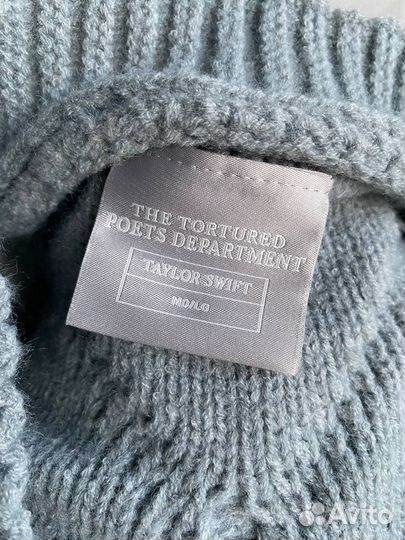 THE TORTURED
POETS DEPARTMENT
TAYLOR SWIFT
MD/LG
Avito